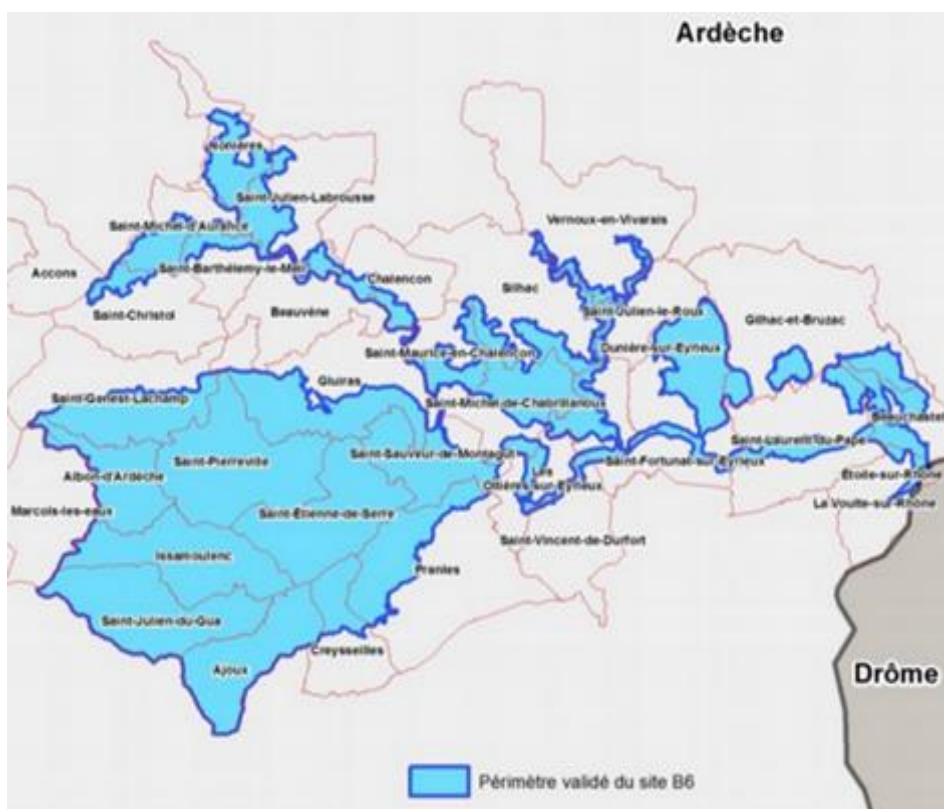 Ardèche
Nonières
Saint-Julien-Labrousse
Saint-Michel-d'Aurance
Vernoux-en-Vivarais
Accons
Saint-Barthélemy-le-Meil
Chalencon
Silhac
Saint-Christol
Beauvène
Saint-Julien-le-Roux
Gilhac-et-Bruzac
Saint-Maurice-en-Chalencon
Dunière-sur-Eyrieux
Gluiras
Saint-Genest-Lachamp
Saint-Michel-de-Chabrillanoux
Beauchastel
Saint-Laurent-du-Pape
Saint-Pierreville
Saint-Sauveur-de-Montagut
Saint-Fortunat-sur-Eyrieux
Albon-d'Ardèche
Les
Ollières-sur-Eyrieux
Étoile-sur-Rhône
La Voulte-sur-Rhône
Marcols-les-eaux
Saint-Étienne-de-Serre
Saint-Vincent-de-Durfort
Issamoulenc
Pranles
Saint-Julien-du-Gua
Creysseilles
Ajoux
Drôme
Périmètre validé du site B6